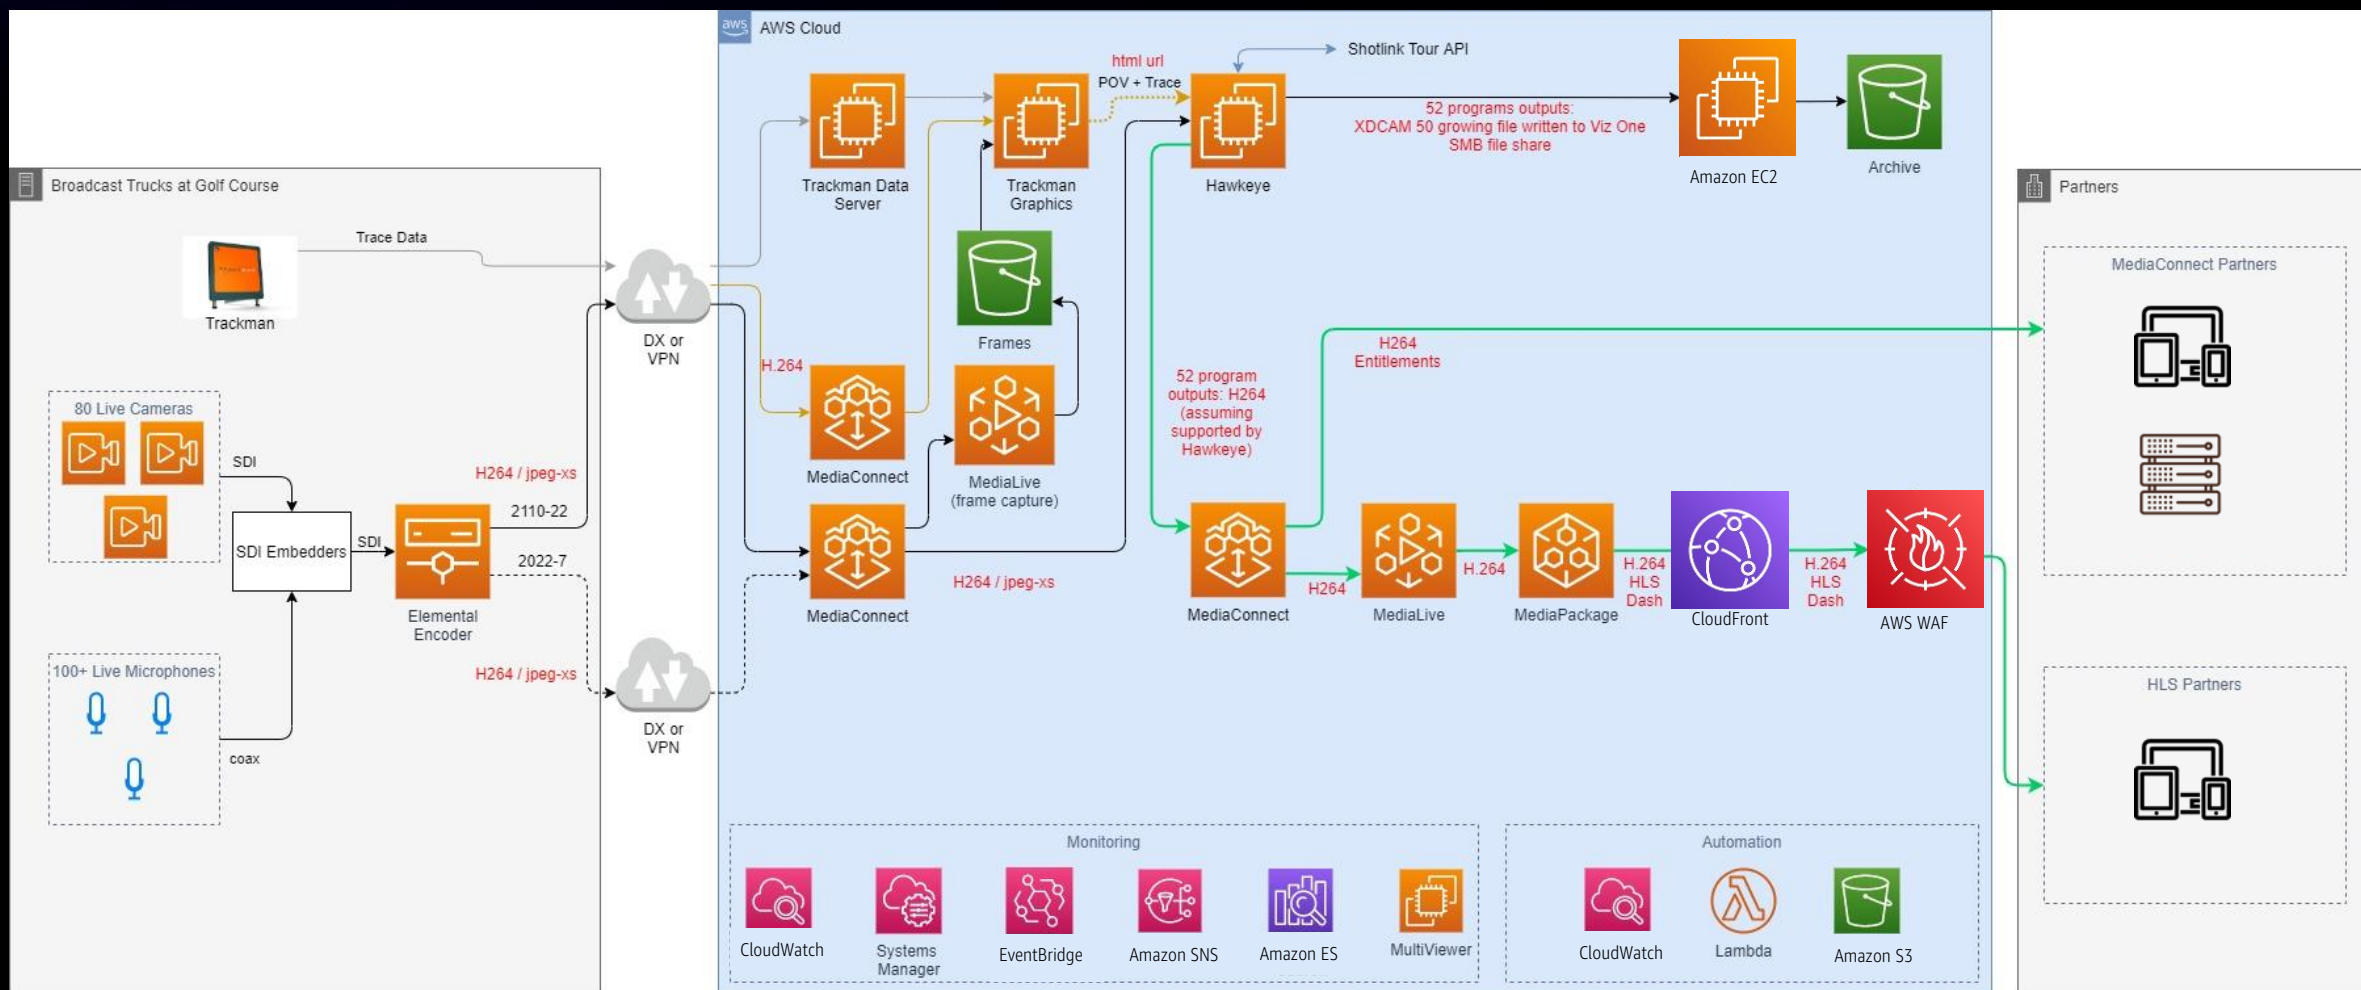 aws
AWS Cloud
Shotlink Tour API
html url
POV + Trace
52 programs outputs:
XDCAM 50 growing file written to Viz One
SMB file share
Trackman Data
Server
Trackman
Graphics
Hawkeye
Amazon EC2
Archive
Broadcast Trucks at Golf Course
Trace Data
Trackman
DX or
VPN
80 Live Cameras
SDI
H264 / jpeg-xs
2110-22
SDI Embedders
SDI
2022-7
Elemental
Encoder
H264 / jpeg-xs
100+ Live Microphones
coax
DX or
VPN
H.264
MediaConnect
Frames
MediaLive
(frame capture)
MediaConnect
H264 / jpeg-xs
52 program
outputs: H264
(assuming
supported by
Hawkeye)
H264
Entitlements
MediaConnect
H264
MediaLive
H.264
MediaPackage
H.264
HLS
Dash
CloudFront
H.264
HLS
Dash
AWS WAF
Partners
MediaConnect Partners
HLS Partners
Monitoring
CloudWatch
Systems
Manager
EventBridge
Amazon SNS
Amazon ES
MultiViewer
Automation
CloudWatch
Lambda
Amazon S3